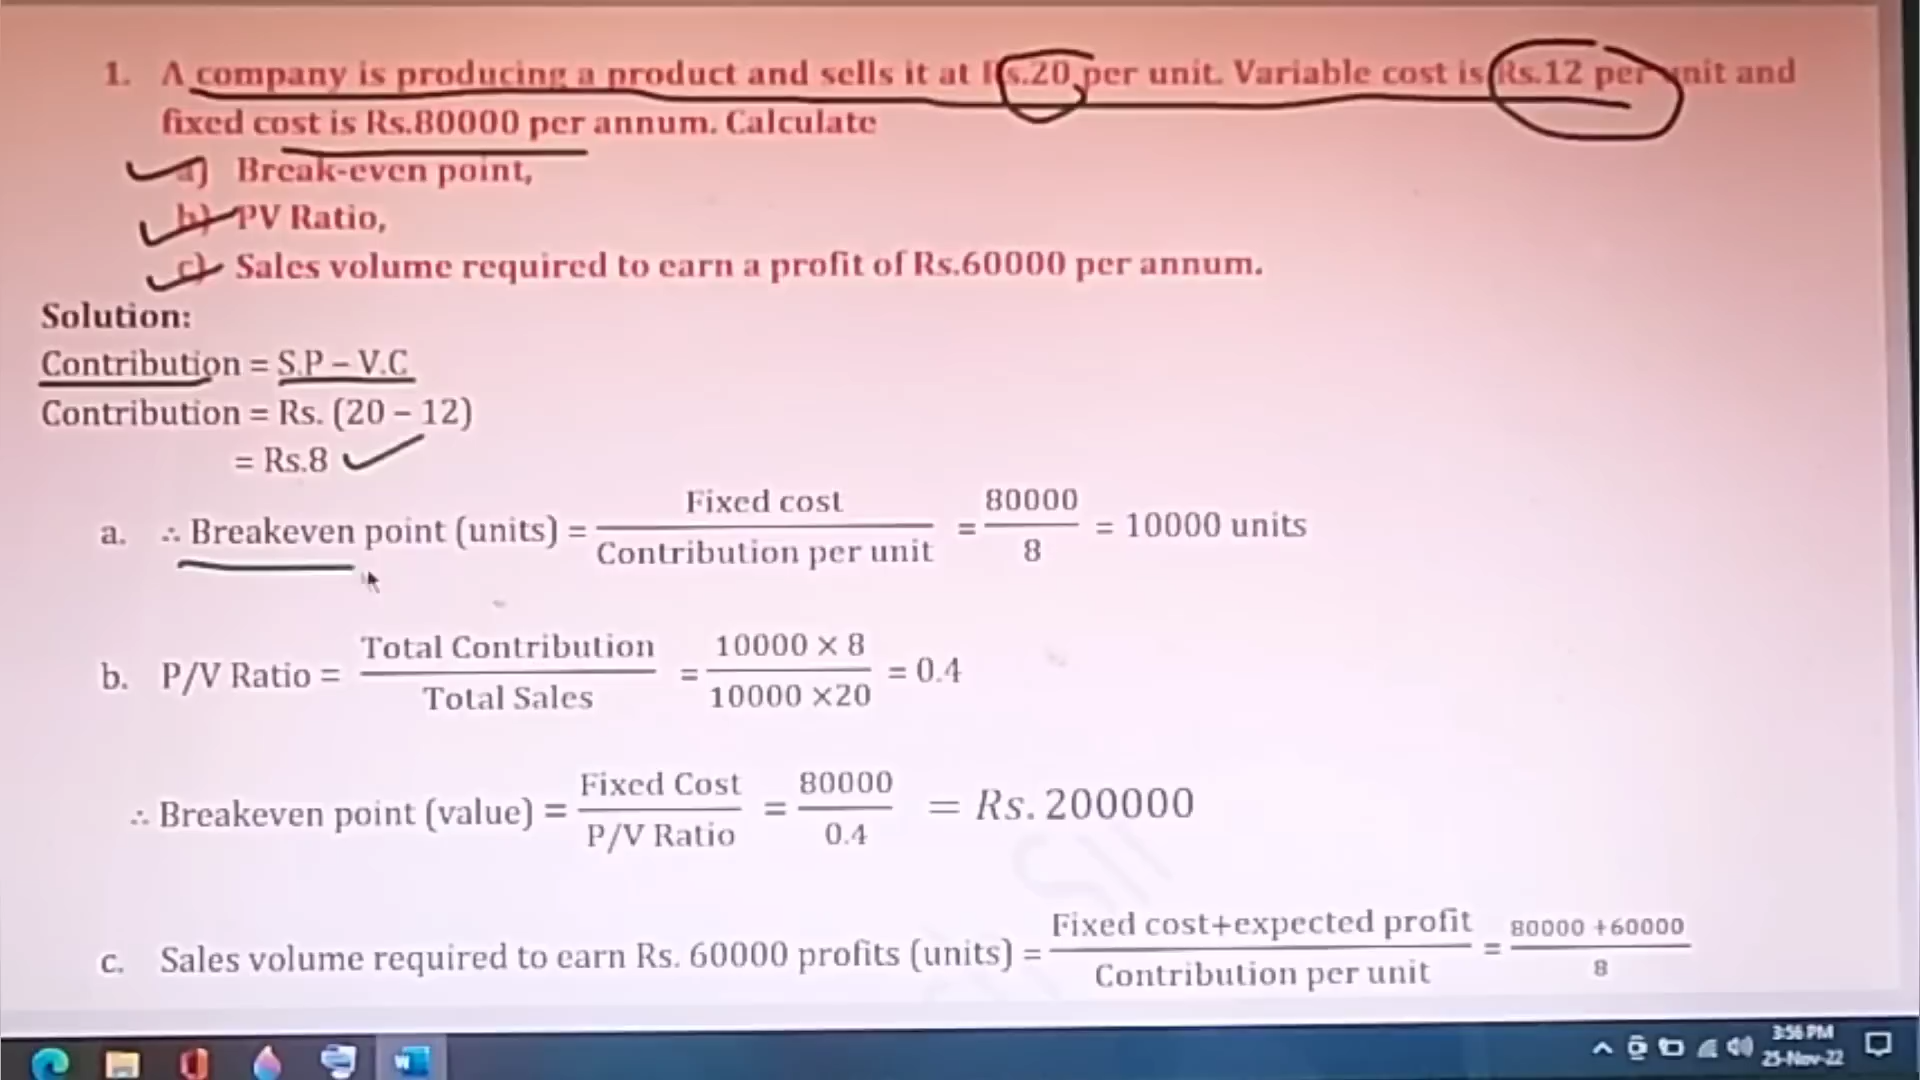 1. A company is producing a product and sells it at Rs.20 per unit. Variable cost is Rs.12 per unit and
fixed cost is Rs.80000 per annum. Calculate
a) Break-even point,
b) PV Ratio,
c) Sales volume required to earn a profit of Rs.60000 per annum.
Solution:
Contribution = S.P – V.C
Contribution = Rs. (20 – 12)
= Rs.8
a. ∴ Breakeven point (units) = Fixed cost / Contribution per unit = 80000 / 8 = 10000 units
b. P/V Ratio = Total Contribution / Total Sales = 10000 × 8 / 10000 ×20 = 0.4
∴ Breakeven point (value) = Fixed Cost / P/V Ratio = 80000 / 0.4 = Rs. 200000
c. Sales volume required to earn Rs. 60000 profits (units) = Fixed cost+expected profit / Contribution per unit = 80000 +60000 / 8
3:56 PM
25-Nov-22